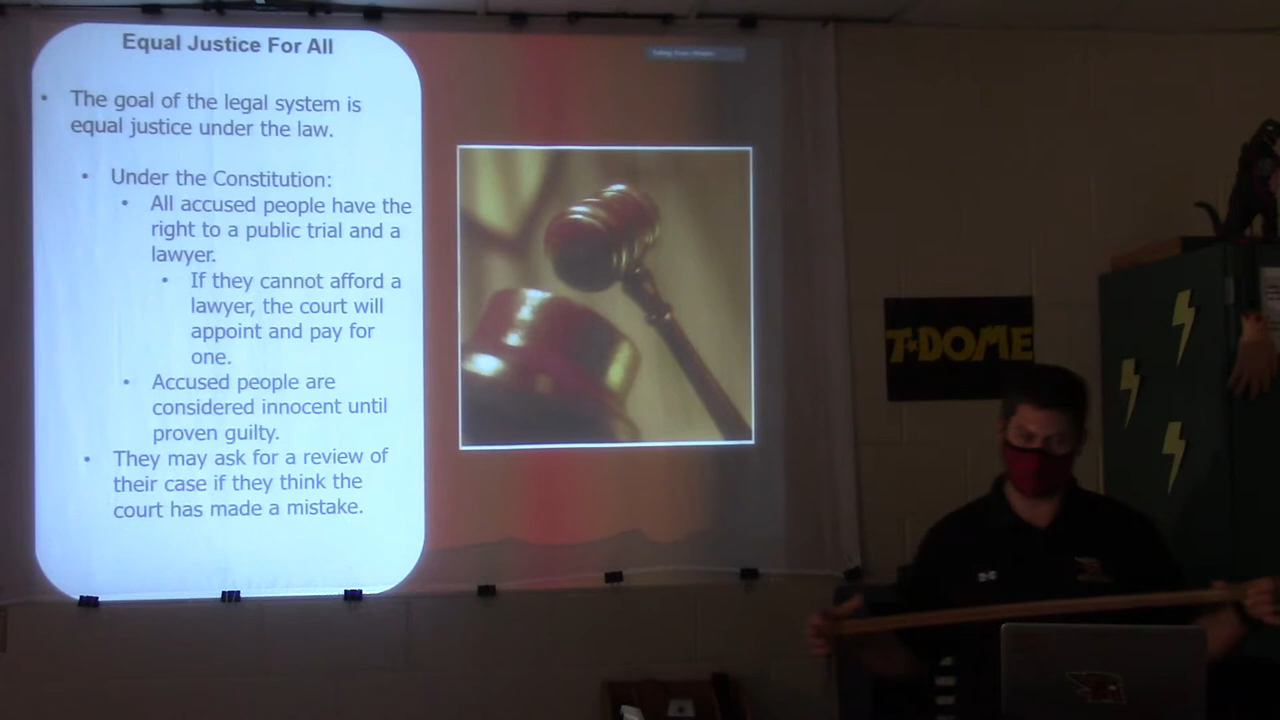 Equal Justice For All
• The goal of the legal system is
equal justice under the law.
• Under the Constitution:
• All accused people have the
right to a public trial and a
lawyer.
• If they cannot afford a
lawyer, the court will
appoint and pay for
one.
• Accused people are
considered innocent until
proven guilty.
• They may ask for a review of
their case if they think the
court has made a mistake.
T-DOME